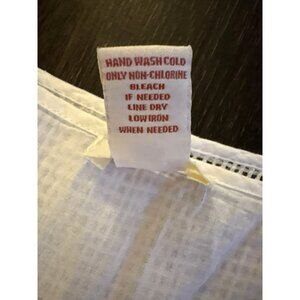 HAND WASH COLD
ONLY NON-CHLORINE
BLEACH
IF NEEDED
LINE DRY
LOW IRON
WHEN NEEDED